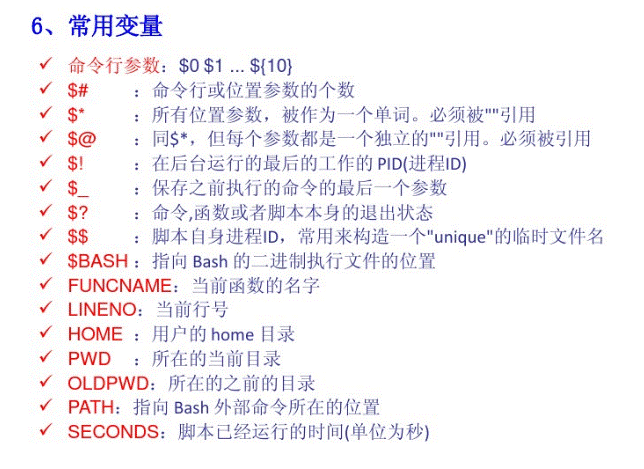 6、常用变量
✓ 命令行参数：$0 $1 ... ${10}
✓ $# ：命令行或位置参数的个数
✓ $* ：所有位置参数，被作为一个单词。必须被""引用
✓ $@ ：同$*，但每个参数都是一个独立的""引用。必须被引用
✓ $! ：在后台运行的最后的工作的 PID(进程ID)
✓ $_ ：保存之前执行的命令的最后一个参数
✓ $? ：命令,函数或者脚本本身的退出状态
✓ $$ ：脚本自身进程ID，常用来构造一个"unique"的临时文件名
✓ $BASH：指向 Bash 的二进制执行文件的位置
✓ FUNCNAME：当前函数的名字
✓ LINENO：当前行号
✓ HOME ：用户的 home 目录
✓ PWD ：所在的当前目录
✓ OLDPWD：所在的之前的目录
✓ PATH：指向 Bash 外部命令所在的位置
✓ SECONDS：脚本已经运行的时间(单位为秒)